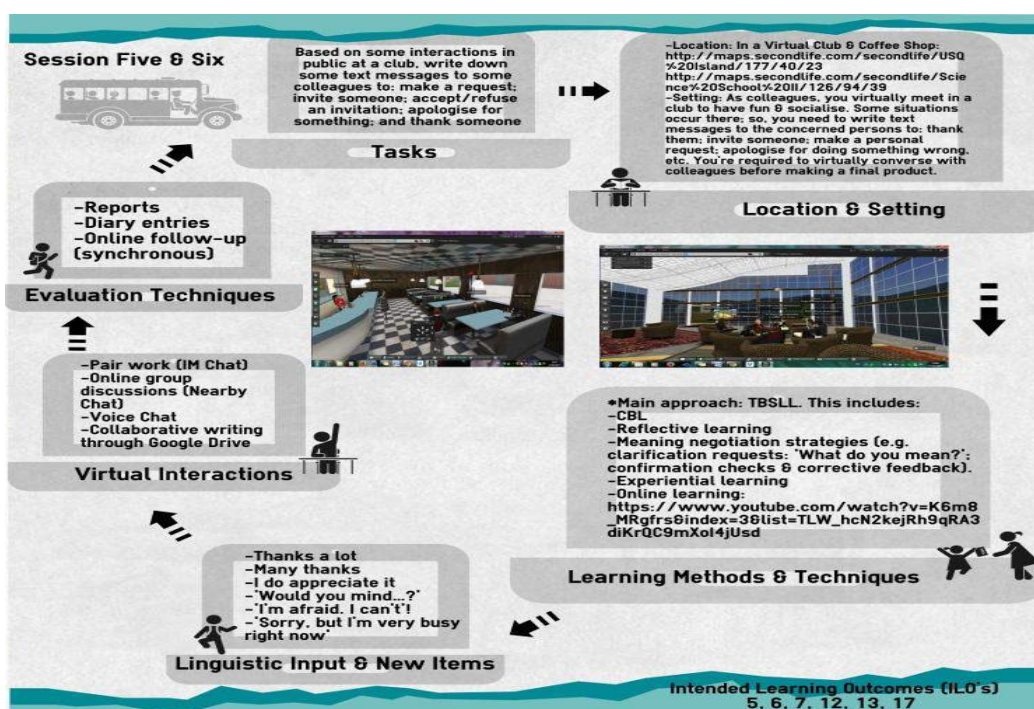 Session Five & Six
Based on some interactions in
public at a club, write down
some text messages to some
colleagues to: make a request;
invite someone; accept/refuse
an invitation; apologise for
something; and thank someone
Tasks
-Location: In a Virtual Club & Coffee Shop:
http://maps.secondlife.com/secondlife/USQ
%20Island/177/40/23
http://maps.secondlife.com/secondlife/Scie
nce%20School%20II/126/94/39
-Setting: As colleagues, you virtually meet in a
club to have fun & socialise. Some situations
occur there; so, you need to write text
messages to the concerned persons to: thank
them; invite someone; make a personal
request; apologise for doing something wrong,
etc. You're required to virtually converse with
colleagues before making a final product.
Location & Setting
*Main approach: TBSLL. This includes:
-CBL
-Reflective learning
-Meaning negotiation strategies (e.g.
clarification requests: 'What do you mean?';
confirmation checks & corrective feedback).
-Experiential learning
-Online learning:
https://www.youtube.com/watch?v=K6m8
_MRgfrs&index=3&list=TLW_hcN2kejRh9qRA3
diKrQC9mXoI4jUsd
Learning Methods & Techniques
-Thanks a lot
-Many thanks
-I do appreciate it
-'Would you mind...?'
-'I'm afraid. I can't'!
-'Sorry, but I'm very busy
right now'
Linguistic Input & New Items
-Pair work (IM Chat)
-Online group
discussions (Nearby
Chat)
-Voice Chat
-Collaborative writing
through Google Drive
Virtual Interactions
-Reports
-Diary entries
-Online follow-up
(synchronous)
Evaluation Techniques
Intended Learning Outcomes (ILO's)
5, 6, 7, 12, 13, 17